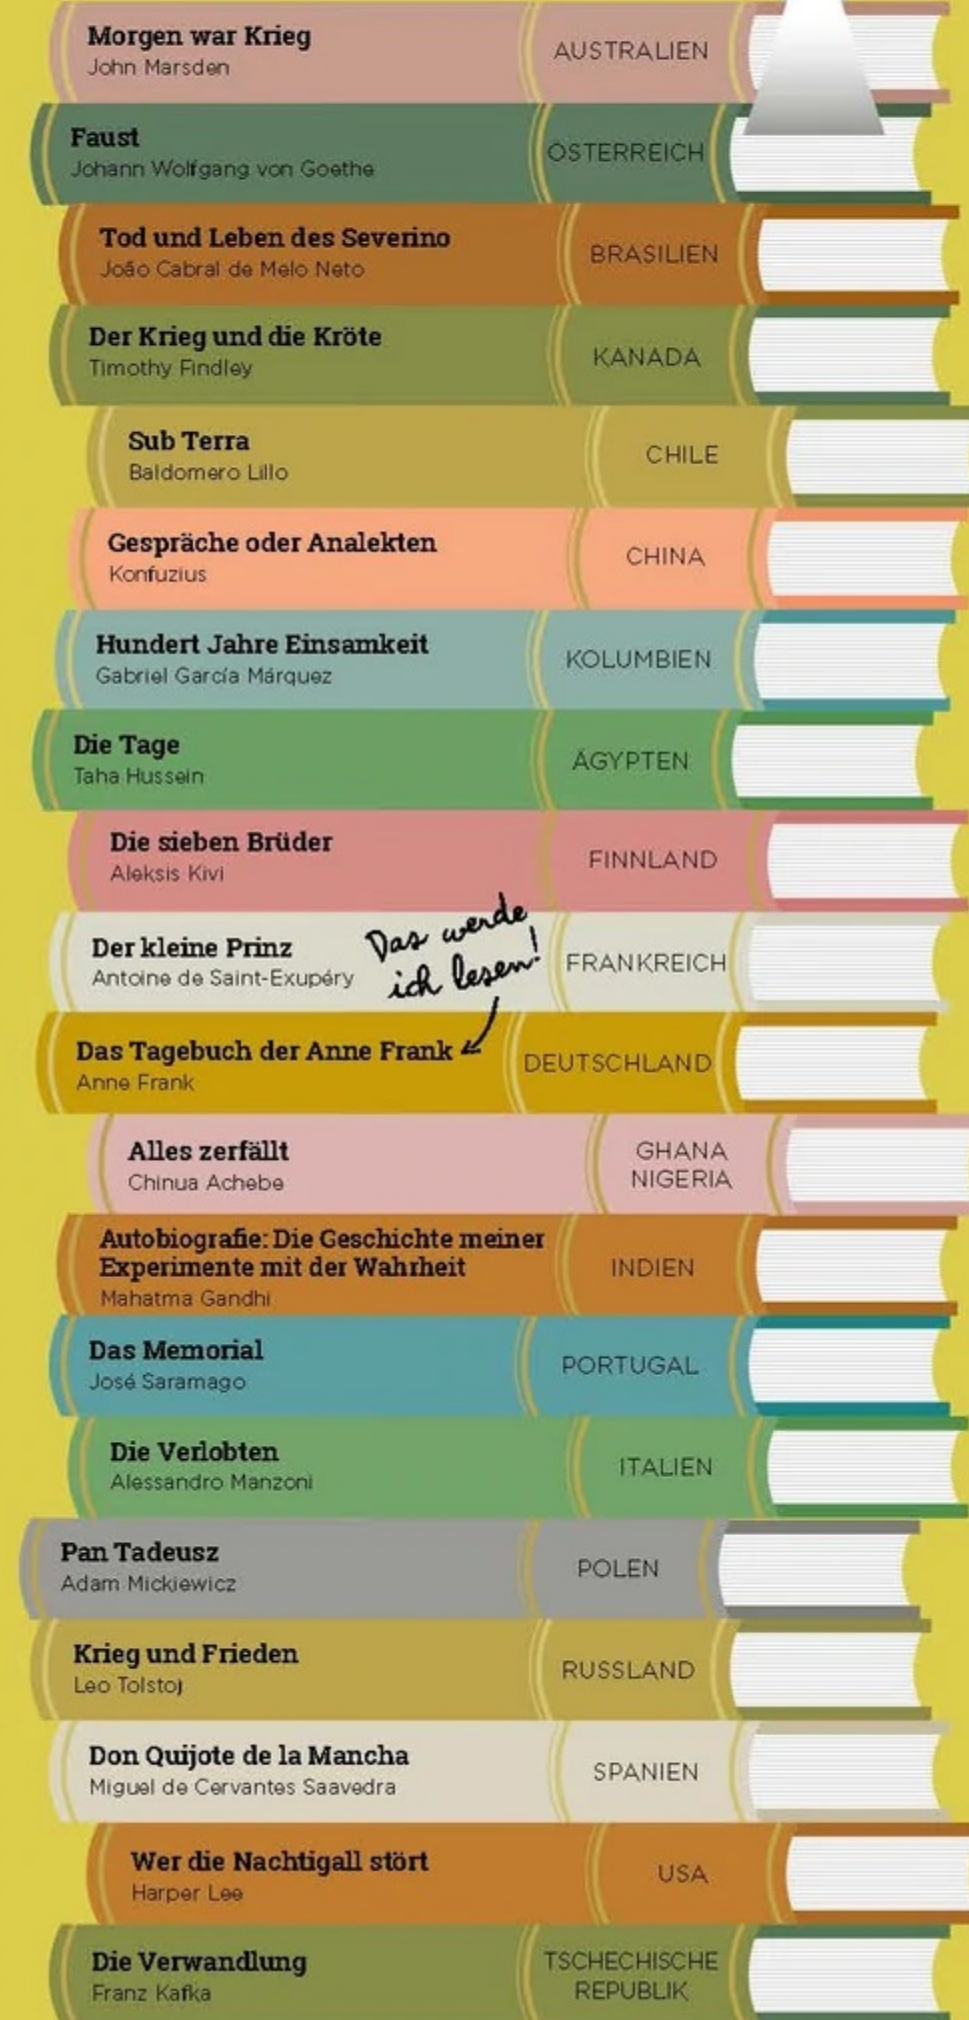 Morgen war Krieg
John Marsden
AUSTRALIEN
Faust
Johann Wolfgang von Goethe
OSTERREICH
Tod und Leben des Severino
João Cabral de Melo Neto
BRASILIEN
Der Krieg und die Kröte
Timothy Findley
KANADA
Sub Terra
Baldomero Lillo
CHILE
Gespräche oder Analekten
Konfuzius
CHINA
Hundert Jahre Einsamkeit
Gabriel García Márquez
KOLUMBIEN
Die Tage
Taha Hussein
ÄGYPTEN
Die sieben Brüder
Aleksis Kivi
FINNLAND
Der kleine Prinz
Antoine de Saint-Exupéry
Das werde
ich lesen!
FRANKREICH
Das Tagebuch der Anne Frank
Anne Frank
DEUTSCHLAND
Alles zerfällt
Chinua Achebe
GHANA
NIGERIA
Autobiografie: Die Geschichte meiner
Experimente mit der Wahrheit
Mahatma Gandhi
INDIEN
Das Memorial
José Saramago
PORTUGAL
Die Verlobten
Alessandro Manzoni
ITALIEN
Pan Tadeusz
Adam Mickiewicz
POLEN
Krieg und Frieden
Leo Tolstoj
RUSSLAND
Don Quijote de la Mancha
Miguel de Cervantes Saavedra
SPANIEN
Wer die Nachtigall stört
Harper Lee
USA
Die Verwandlung
Franz Kafka
TSCHECHISCHE
REPUBLIK